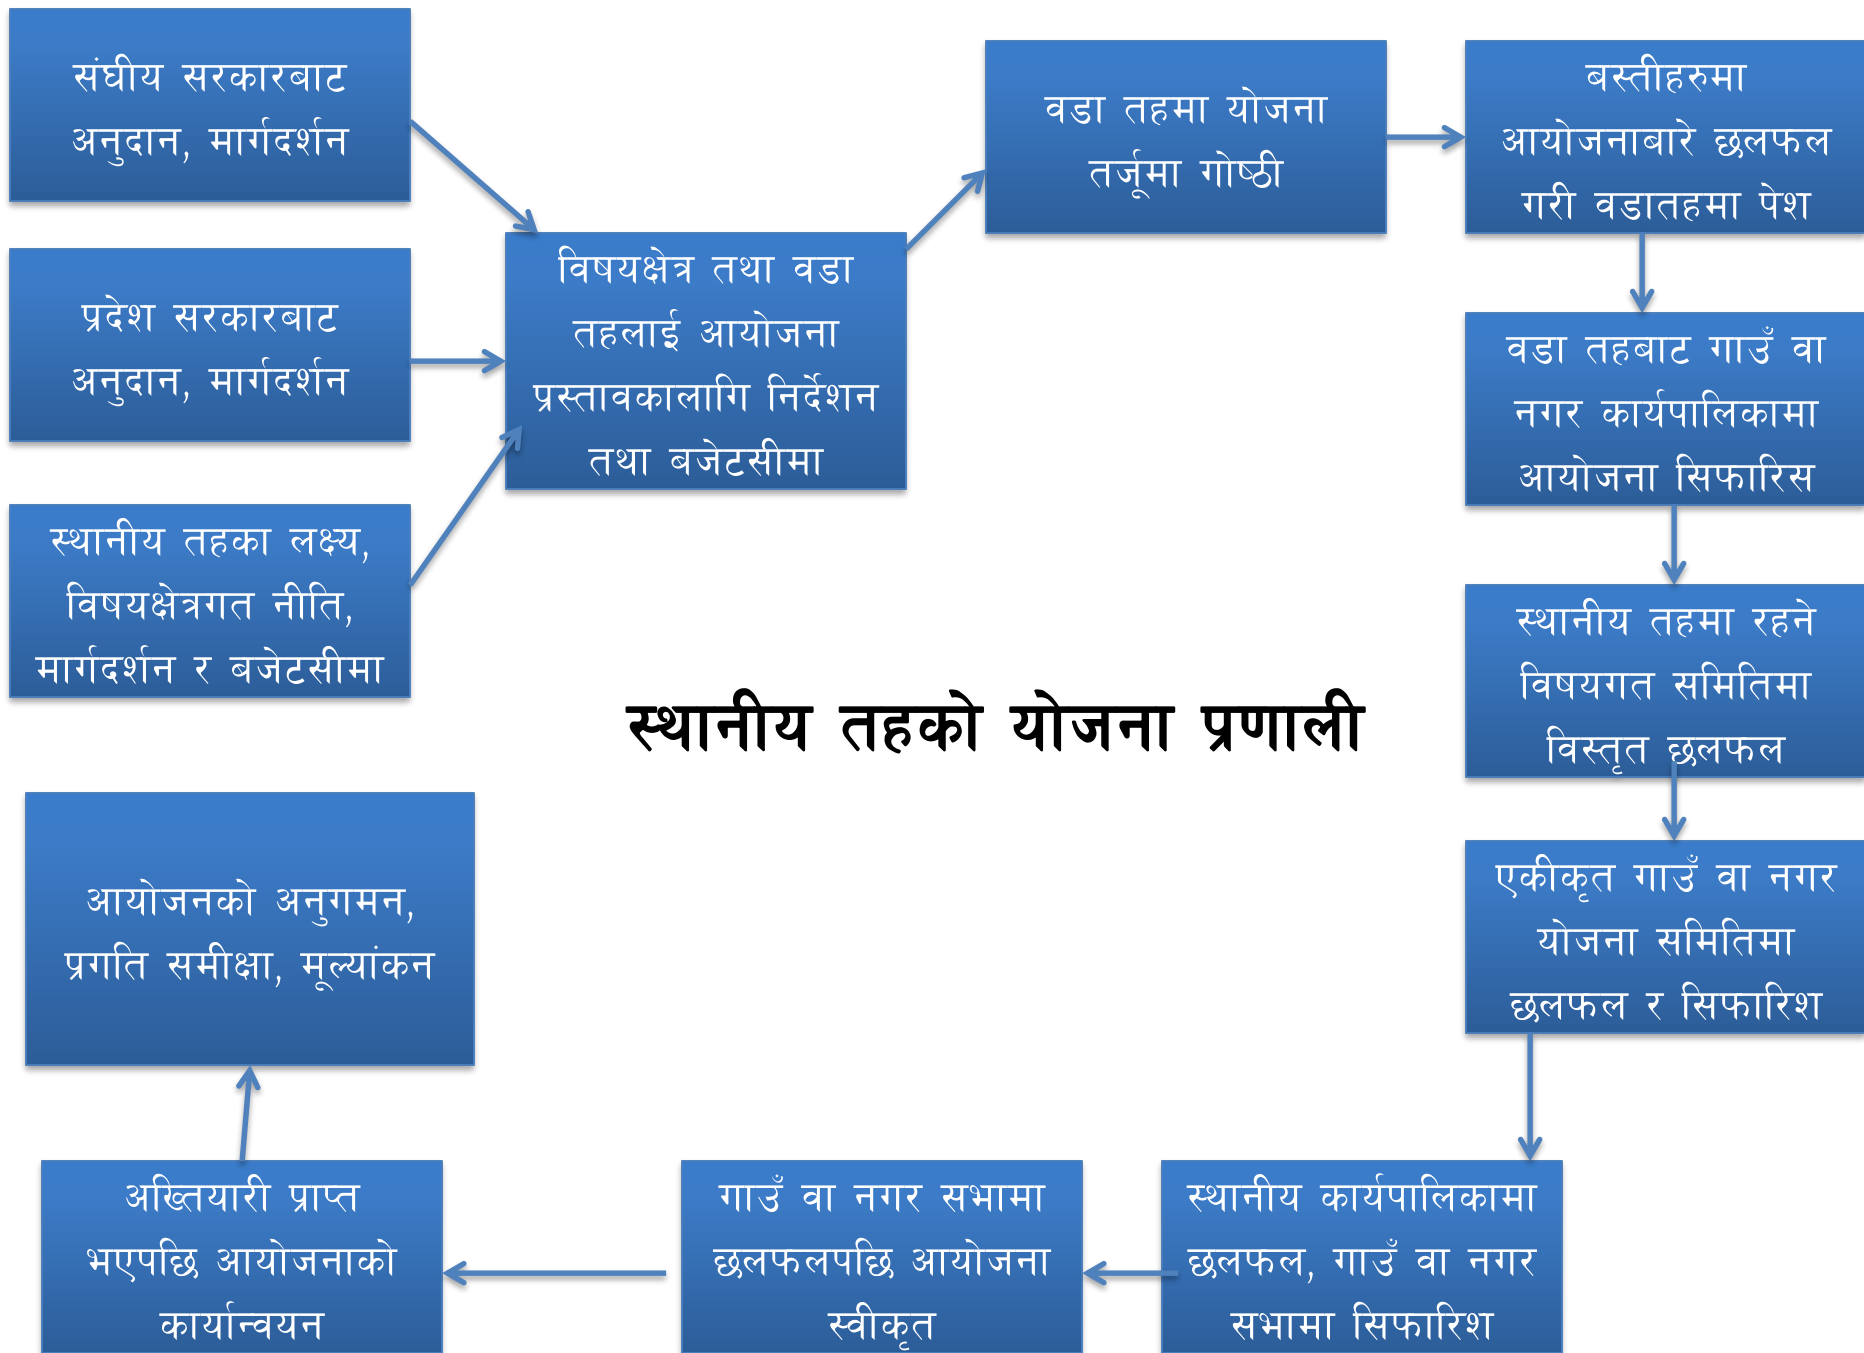 संघीय सरकारबाट
अनुदान, मार्गदर्शन
प्रदेश सरकारबाट
अनुदान, मार्गदर्शन
स्थानीय तहका लक्ष्य,
विषयक्षेत्रगत नीति,
मार्गदर्शन र बजेटसीमा
विषयक्षेत्र तथा वडा
तहलाई आयोजना
प्रस्तावकालागि निर्देशन
तथा बजेटसीमा
वडा तहमा योजना
तर्जूमा गोष्ठी
बस्तीहरुमा
आयोजनाबारे छलफल
गरी वडातहमा पेश
वडा तहबाट गाउँ वा
नगर कार्यपालिकामा
आयोजना सिफारिस
स्थानीय तहमा रहने
विषयगत समितिमा
विस्तृत छलफल
स्थानीय तहको योजना प्रणाली
एकीकृत गाउँ वा नगर
योजना समितिमा
छलफल र सिफारिश
स्थानीय कार्यपालिकामा
छलफल, गाउँ वा नगर
सभामा सिफारिश
गाउँ वा नगर सभामा
छलफलपछि आयोजना
स्वीकृत
अख्तियारी प्राप्त
भएपछि आयोजनाको
कार्यान्वयन
आयोजनको अनुगमन,
प्रगति समीक्षा, मूल्यांकन